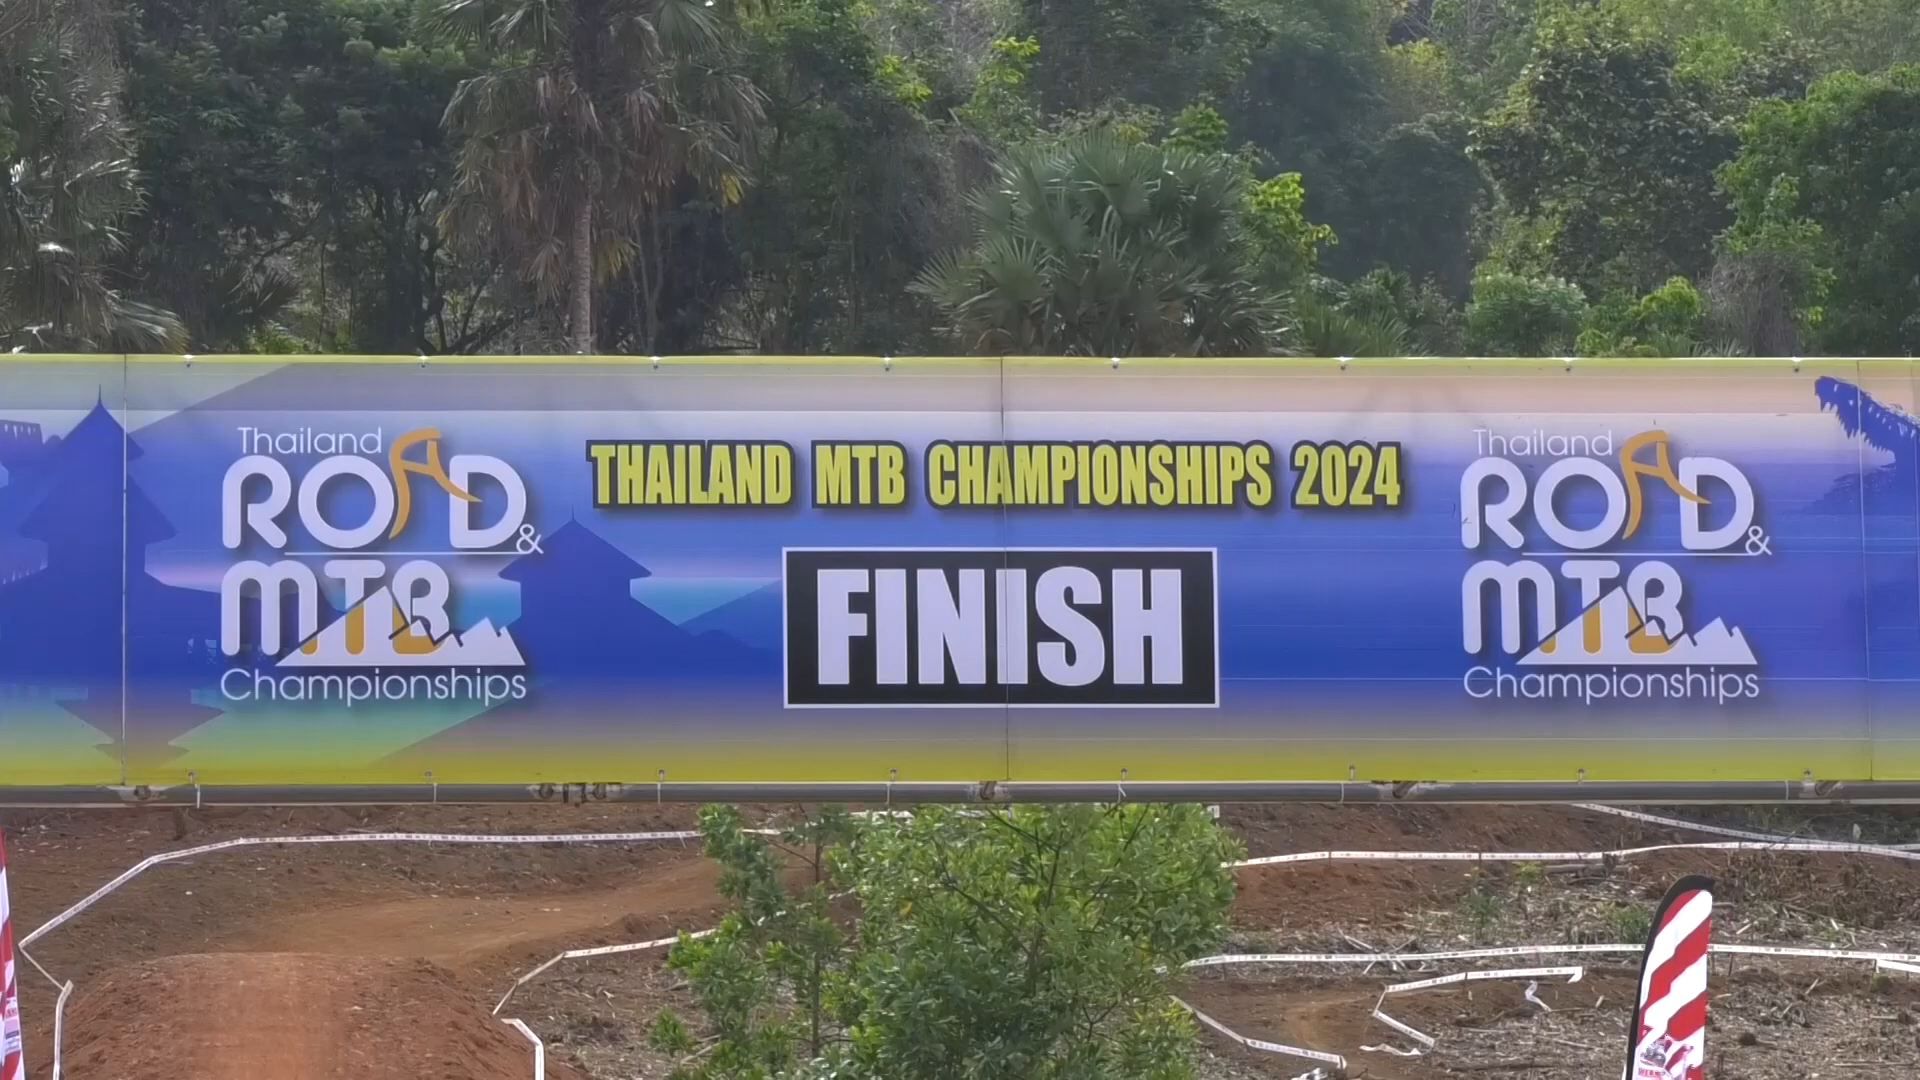 Thailand
ROAD
&
MTB
Championships
THAILAND MTB CHAMPIONSHIPS 2024
FINISH
Thailand
ROAD
&
MTB
Championships